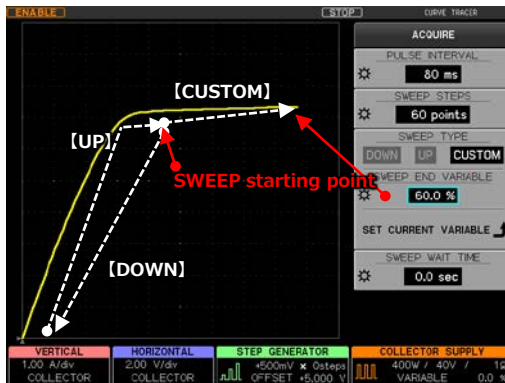 ENABLE
STOP
CURVE TRACER
ACQUIRE
PULSE INTERVAL
80 ms
SWEEP STEPS
60 points
SWEEP TYPE
DOWN UP CUSTOM
SWEEP END VARIABLE
60.0 %
SET CURRENT VARIABLE
SWEEP WAIT TIME
0.0 sec
【CUSTOM】
【UP】
SWEEP starting point
【DOWN】
VERTICAL
1.00 A/div
COLLECTOR
HORIZONTAL
2.00 V/div
COLLECTOR
STEP GENERATOR
+500mV × 0steps
OFFSET +5.000 V
COLLECTOR SUPPLY
400W / 40V /
VARIABLE 0.0